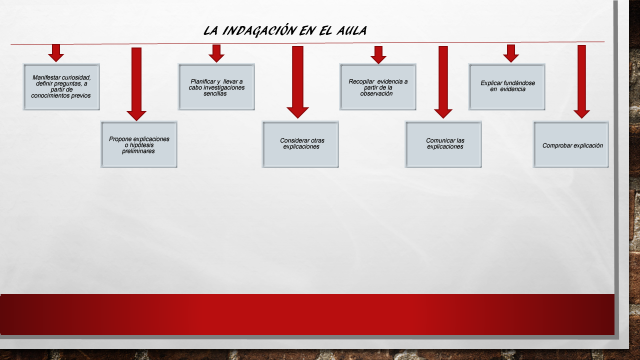 LA INDAGACIÓN EN EL AULA
Manifestar curiosidad,
definir preguntas, a
partir de
conocimientos previos
Propone explicaciones
o hipótesis
preliminares
Planificar y llevar a
cabo investigaciones
sencillas
Considerar otras
explicaciones
Recopilar evidencia a
partir de la
observación
Comunicar las
explicaciones
Explicar fundándose
en evidencia
Comprobar explicación